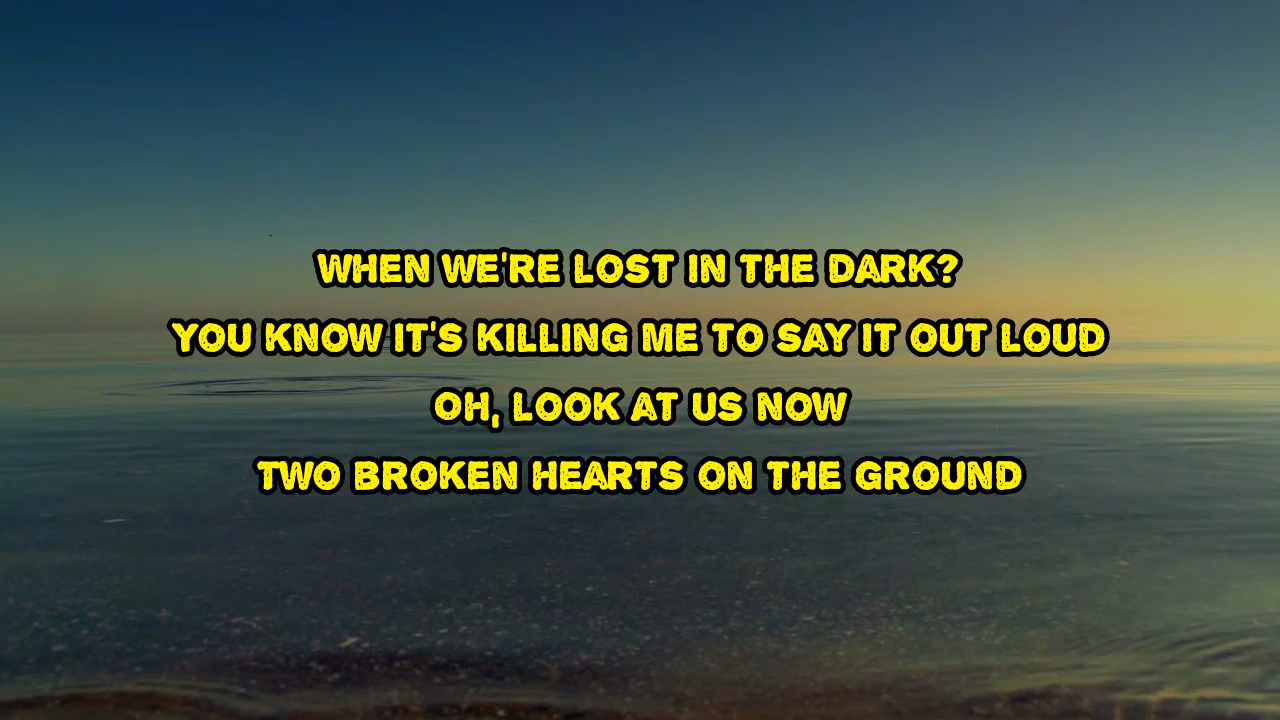 WHEN WE'RE LOST IN THE DARK?
YOU KNOW IT'S KILLING ME TO SAY IT OUT LOUD
OH, LOOK AT US NOW
TWO BROKEN HEARTS ON THE GROUND